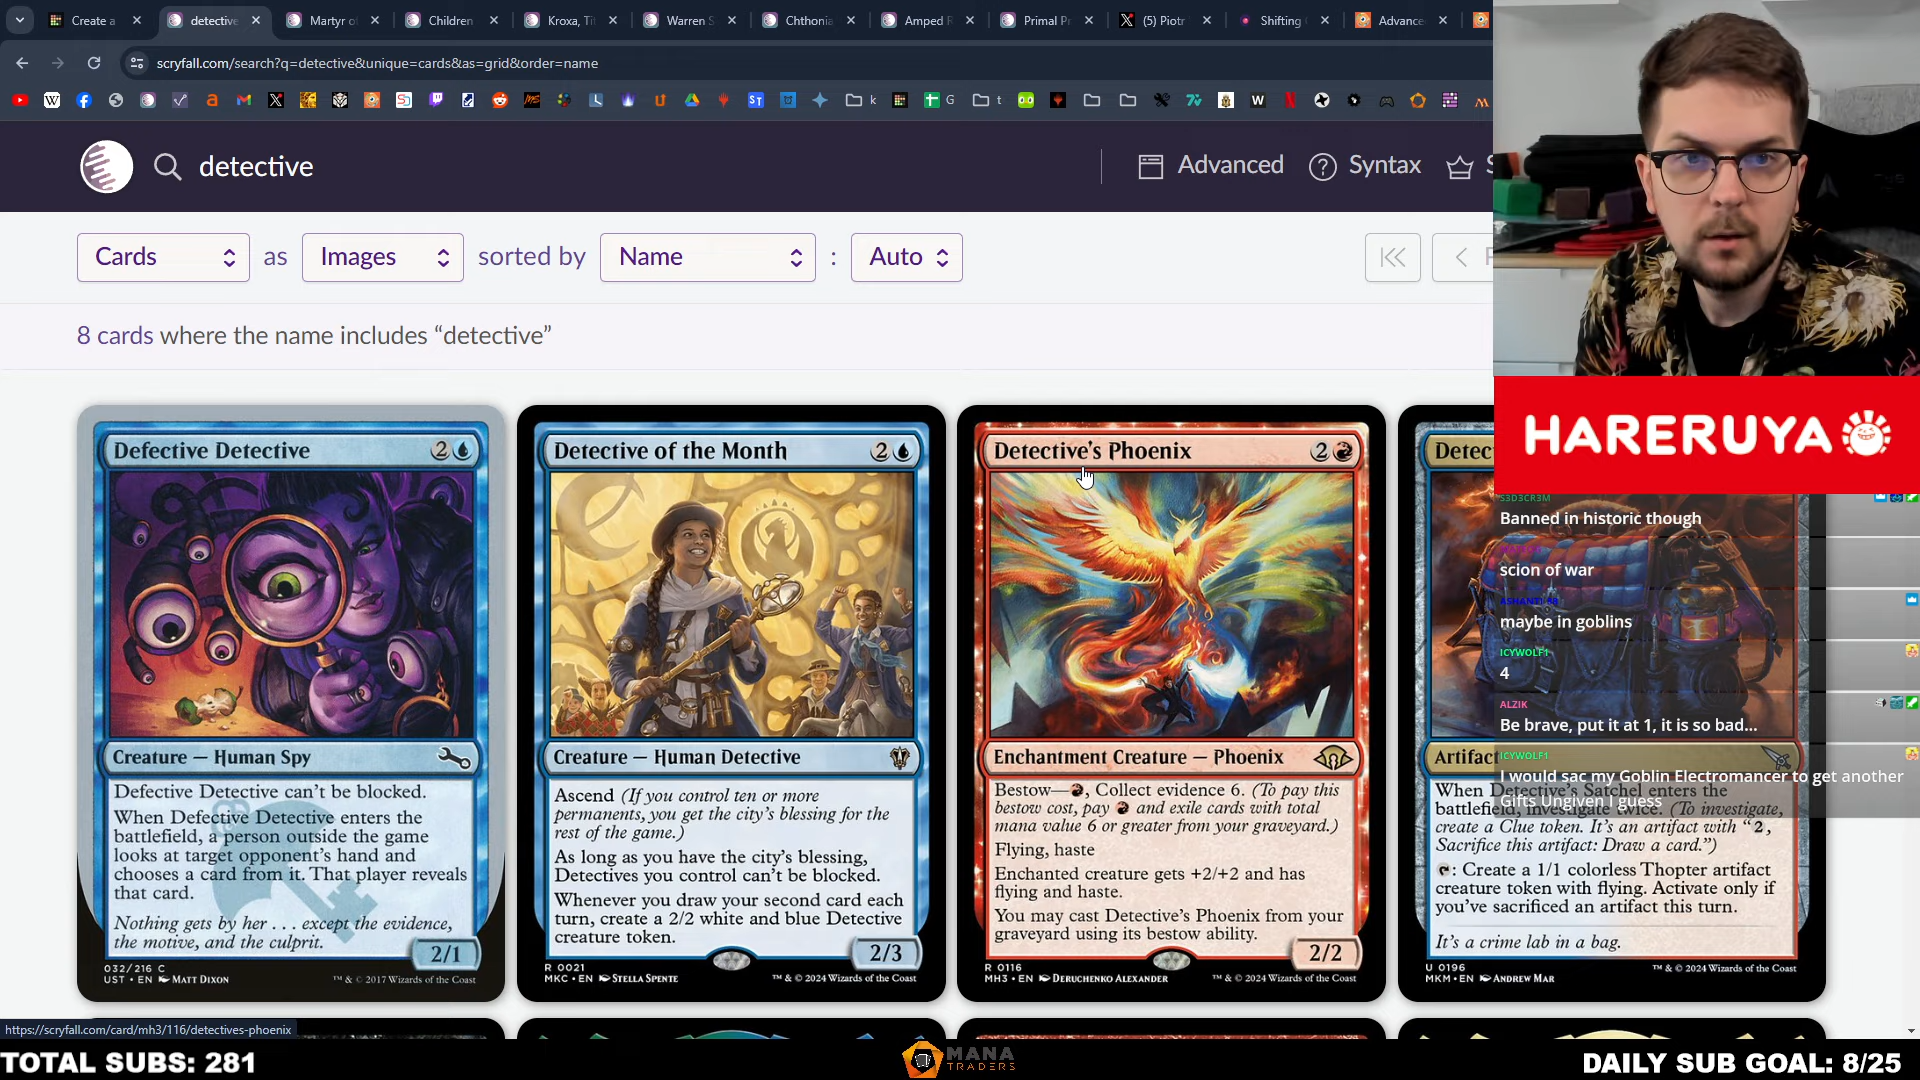 Create a
detective
Martyr o
Children
Kroxa, Ti
Warren S
Chthonia
Amped R
Primal P
(5) Piotr
Shifting
Advance
scryfall.com/search?q=detective&unique=cards&as=grid&order=name
k
G
t
detective
Advanced
Syntax
S
Cards
as
Images
sorted by
Name
:
Auto
8 cards where the name includes “detective”
HARERUYA
Defective Detective 2
Creature — Human Spy
Defective Detective can't be blocked.
When Defective Detective enters the
battlefield, a person outside the game
looks at target opponent's hand and
chooses a card from it. That player reveals
that card.
Nothing gets by her . . . except the evidence,
the motive, and the culprit.
2/1
032/216 C
UST • EN MATT DIXON
™ & © 2017 Wizards of the Coast
Detective of the Month 2
Creature — Human Detective
Ascend (If you control ten or more
permanents, you get the city's blessing for the
rest of the game.)
As long as you have the city's blessing,
Detectives you control can't be blocked.
Whenever you draw your second card each
turn, create a 2/2 white and blue Detective
creature token.
2/3
R 0021
MKC • EN STELLA SPENTE
™ & © 2024 Wizards of the Coast
Detective's Phoenix 2
Enchantment Creature — Phoenix
Bestow—, Collect evidence 6. (To pay this
bestow cost, pay and exile cards with total
mana value 6 or greater from your graveyard.)
Flying, haste
Enchanted creature gets +2/+2 and has
flying and haste.
You may cast Detective's Phoenix from your
graveyard using its bestow ability.
2/2
R 0116
MH3 • EN DERUCHENKO ALEXANDER
™ & © 2024 Wizards of the Coast
Detec
Artifact
When Detective's Satchel enters the
battlefield, investigate twice. (To investigate,
create a Clue token. It's an artifact with “2,
Sacrifice this artifact: Draw a card.”)
: Create a 1/1 colorless Thopter artifact
creature token with flying. Activate only if
you've sacrificed an artifact this turn.
It's a crime lab in a bag.
U 0196
MKM • EN ANDREW MAR
™ & © 2024 Wizards of the Coast
S3D3CR3M
Banned in historic though
scion of war
maybe in goblins
ICYWOLF1
4
ALZIK
Be brave, put it at 1, it is so bad...
ICYWOLF1
I would sac my Goblin Electromancer to get another
Gifts Ungiven I guess
https://scryfall.com/card/mh3/116/detectives-phoenix
TOTAL SUBS: 281
MANA
TRADERS
DAILY SUB GOAL: 8/25